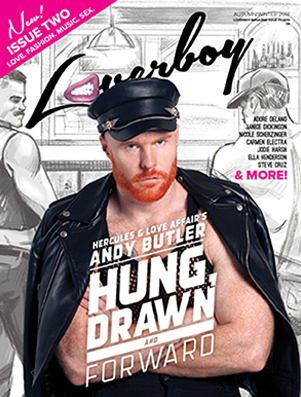 New!
ISSUE TWO
LOVE. FASHION. MUSIC. SEX.
AUTUMN/WINTER 2014
Loverboy
ADORE DELANO
JANICE DICKINSON
NICOLE SCHERZINGER
CARMEN ELECTRA
JODIE HARSH
ELLA HENDERSON
STEVE CRUZ
& MORE!
HERCULES & LOVE AFFAIR'S
ANDY BUTLER
HUNG,
DRAWN
AND
FORWARD